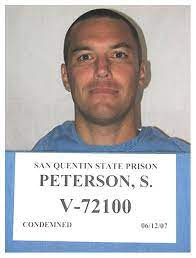 SAN QUENTIN STATE PRISON
PETERSON, S.
V-72100
CONDEMNED 06/12/07